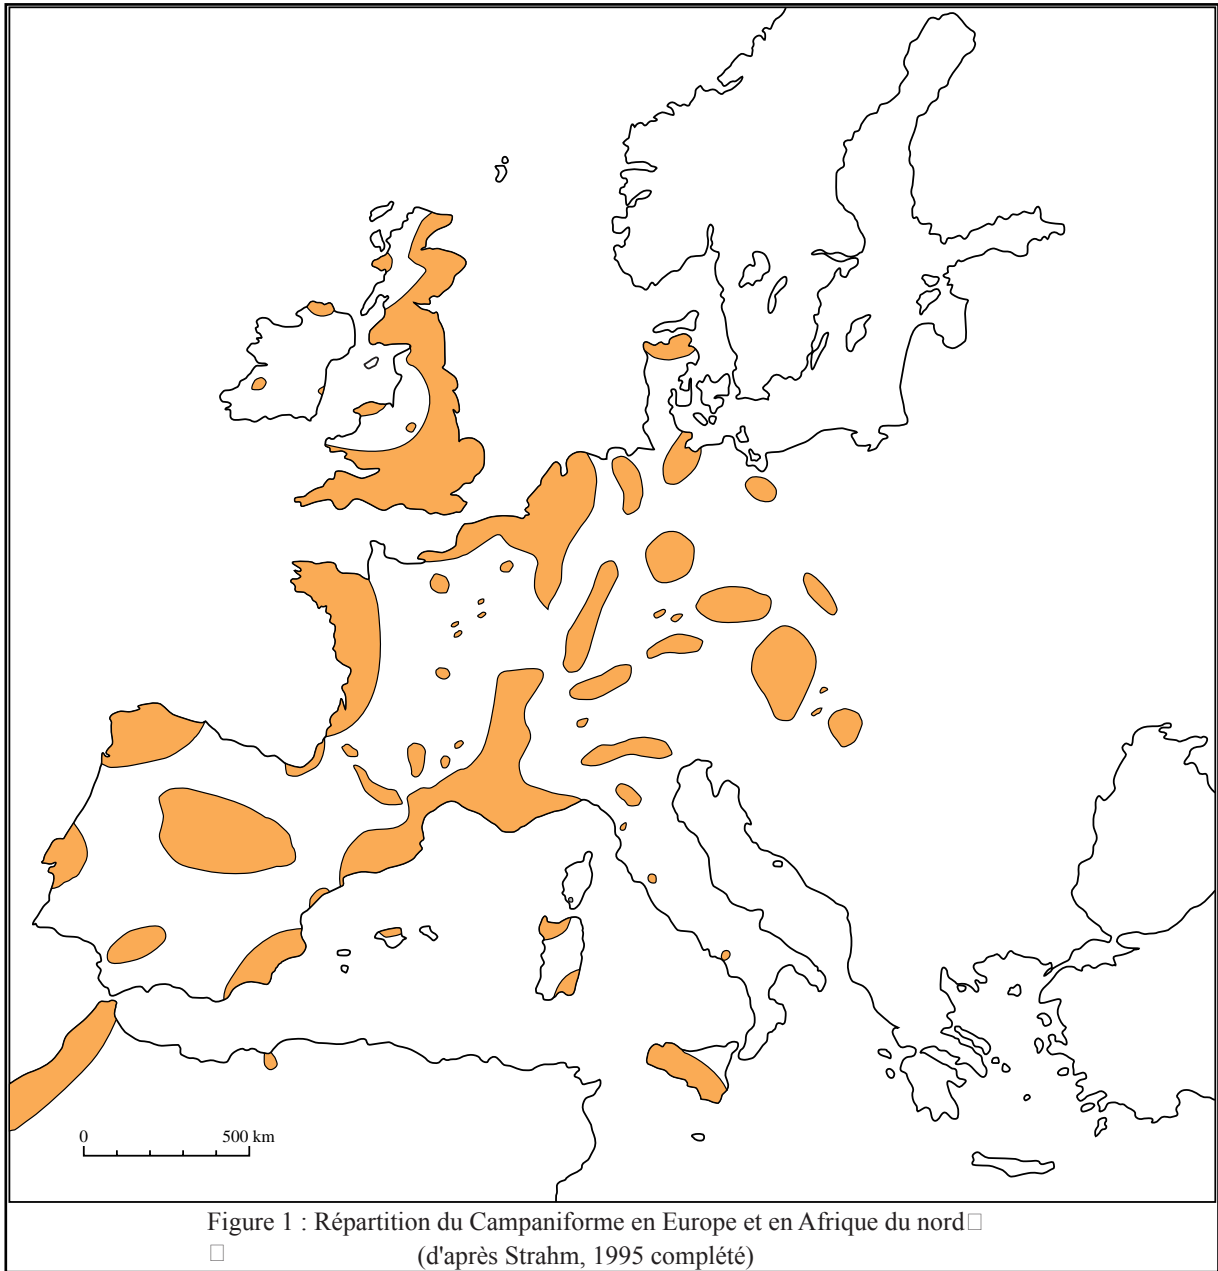 0 500 km
Figure 1 : Répartition du Campaniforme en Europe et en Afrique du nord
(d'après Strahm, 1995 complété)